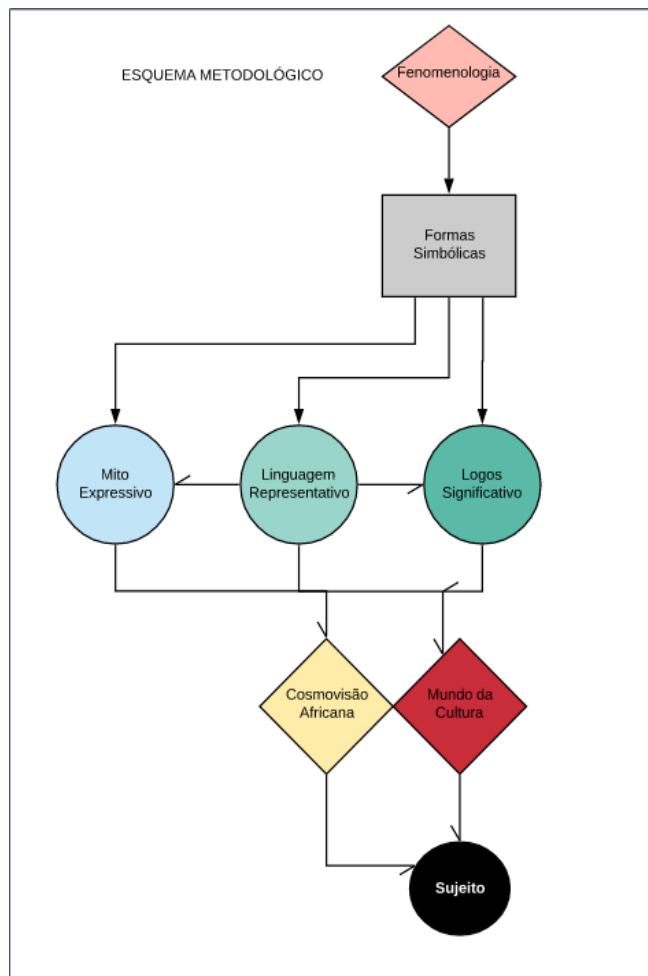 ESQUEMA METODOLÓGICO
Fenomenologia
Formas
Simbólicas
Mito
Expressivo
Linguagem
Representativo
Logos
Significativo
Cosmovisão
Africana
Mundo da
Cultura
Sujeito